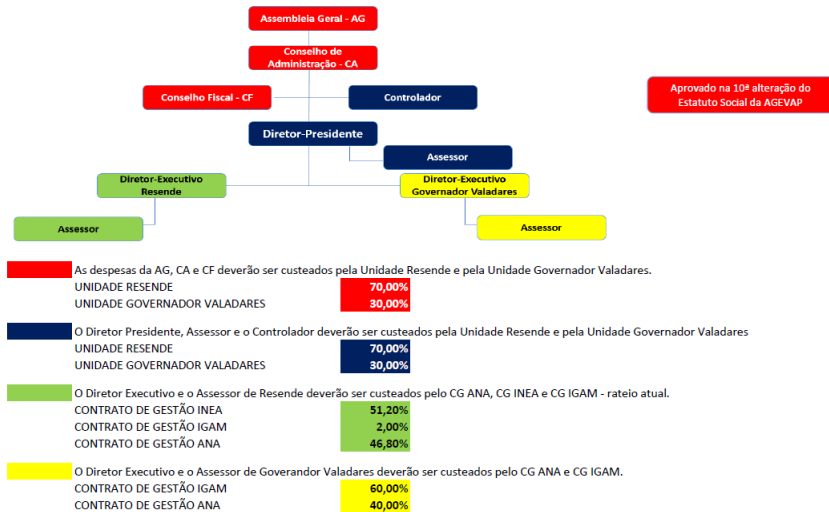 Assembleia Geral - AG
Conselho de
Administração - CA
Conselho Fiscal - CF
Controlador
Aprovado na 10ª alteração do
Estatuto Social da AGEVAP
Diretor-Presidente
Assessor
Diretor-Executivo
Resende
Diretor-Executivo
Governador Valadares
Assessor
Assessor
As despesas da AG, CA e CF deverão ser custeados pela Unidade Resende e pela Unidade Governador Valadares.
UNIDADE RESENDE 70,00%
UNIDADE GOVERNADOR VALADARES 30,00%
O Diretor Presidente, Assessor e o Controlador deverão ser custeados pela Unidade Resende e pela Unidade Governador Valadares
UNIDADE RESENDE 70,00%
UNIDADE GOVERNADOR VALADARES 30,00%
O Diretor Executivo e o Assessor de Resende deverão ser custeados pelo CG ANA, CG INEA e CG IGAM - rateio atual.
CONTRATO DE GESTÃO INEA 51,20%
CONTRATO DE GESTÃO IGAM 2,00%
CONTRATO DE GESTÃO ANA 46,80%
O Diretor Executivo e o Assessor de Goverandor Valadares deverão ser custeados pelo CG ANA e CG IGAM.
CONTRATO DE GESTÃO IGAM 60,00%
CONTRATO DE GESTÃO ANA 40,00%